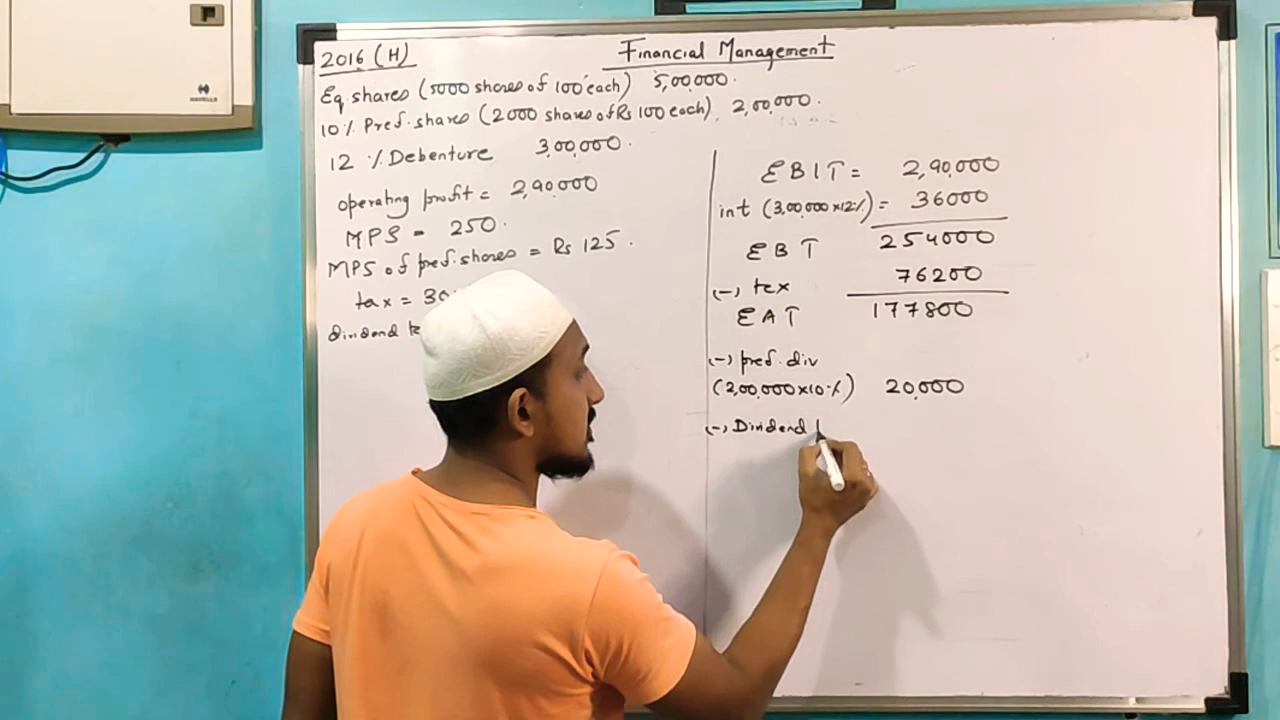 2016 (H)
Financial Management
Eq shares (5000 shares of 100 each) 5,00,000.
10% Pref. shares (2000 shares of Rs 100 each), 2,00,000.
12 % Debenture 3,00,000.
operating profit = 2,90,000
MPS = 250.
MPS of pref. shares = Rs 125.
tax = 30
dividend
EBIT = 2,90,000
int (3,00,000 x 12%) = 36000
EBT 254000
(-) tax 76200
EAT 177800
(-) pref. div
(2,00,000 x 10%) 20,000
(-) Dividend
HAVELLS